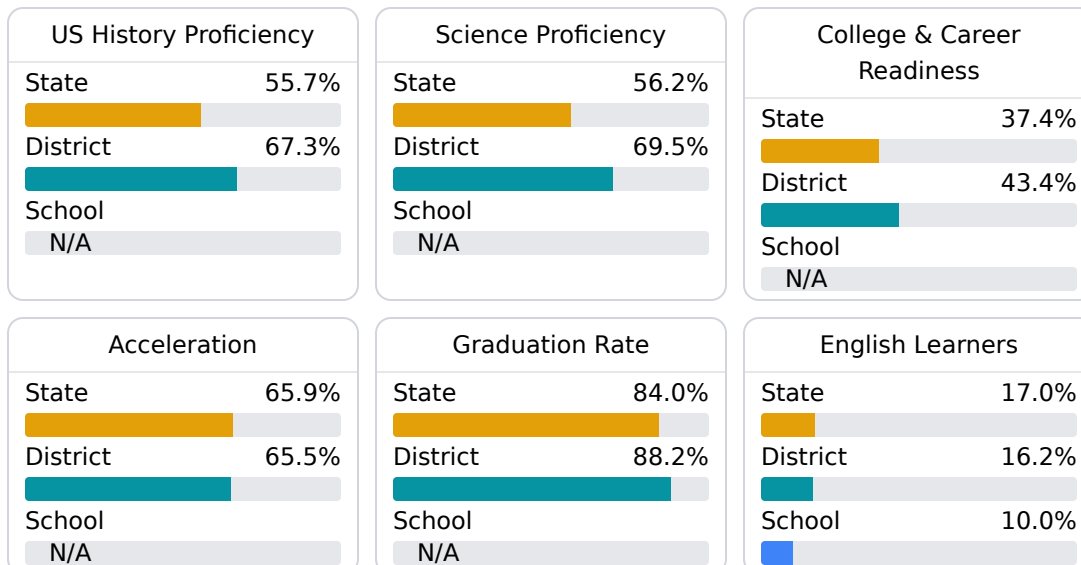 US History Proficiency
State 55.7%
District 67.3%
School
N/A
Science Proficiency
State 56.2%
District 69.5%
School
N/A
College & Career
Readiness
State 37.4%
District 43.4%
School
N/A
Acceleration
State 65.9%
District 65.5%
School
N/A
Graduation Rate
State 84.0%
District 88.2%
School
N/A
English Learners
State 17.0%
District 16.2%
School 10.0%